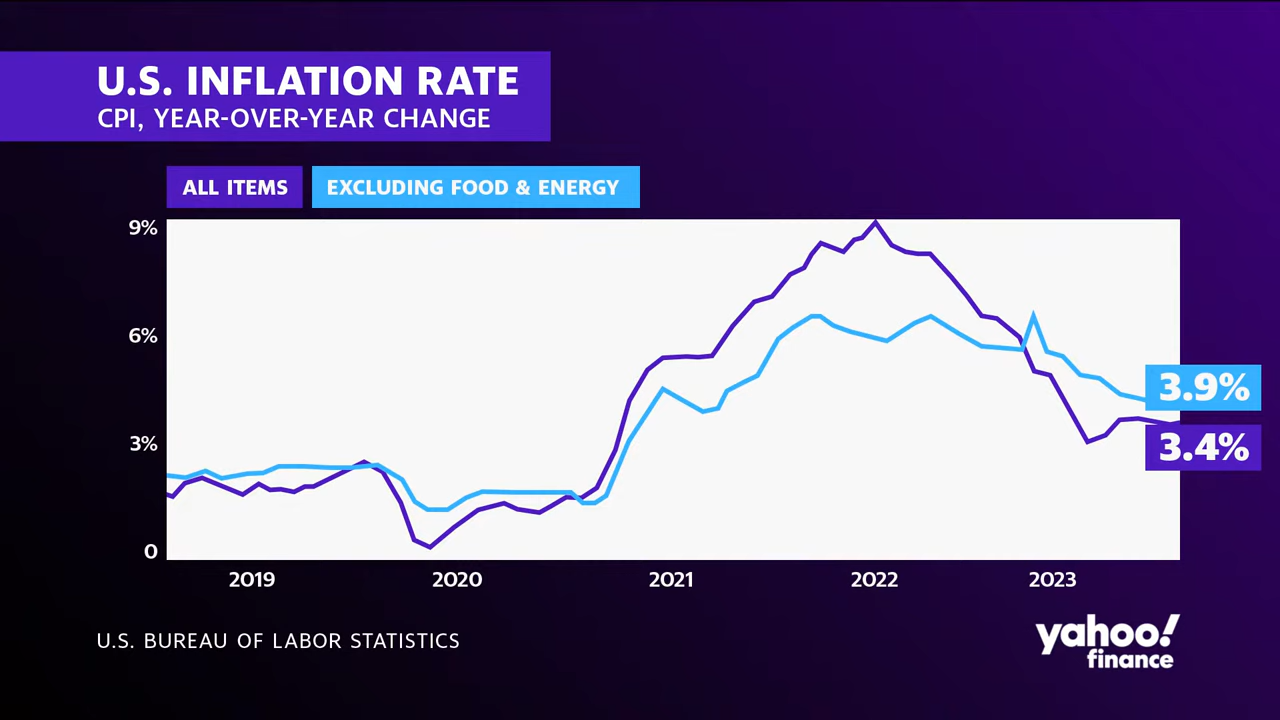 U.S. INFLATION RATE
CPI, YEAR-OVER-YEAR CHANGE
ALL ITEMS
EXCLUDING FOOD & ENERGY
9%
6%
3%
0
3.9%
3.4%
2019
2020
2021
2022
2023
U.S. BUREAU OF LABOR STATISTICS
yahoo!
finance